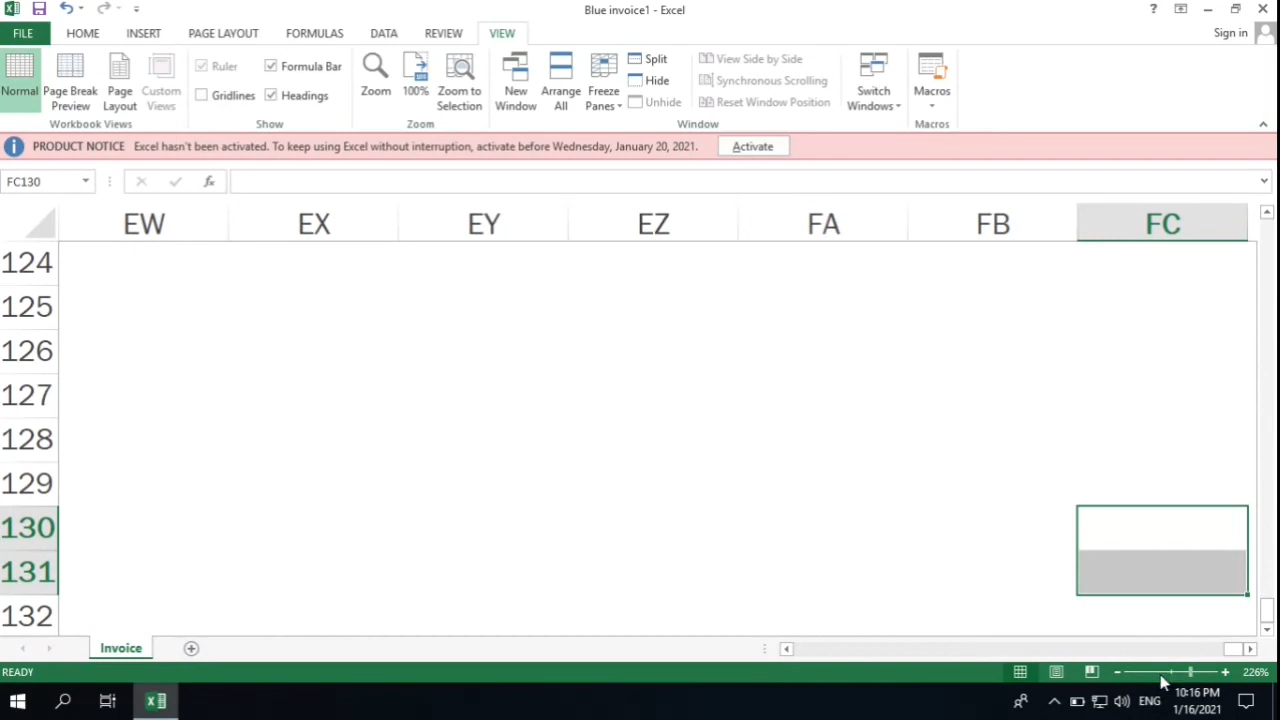 Blue invoice1 - Excel
?
FILE HOME INSERT PAGE LAYOUT FORMULAS DATA REVIEW VIEW Sign in
Normal Page Break Preview Page Layout Custom Views
Workbook Views
Ruler Formula Bar
Gridlines Headings
Show
Zoom 100% Zoom to Selection
Zoom
New Window Arrange All Freeze Panes
Split
Hide
Unhide
View Side by Side
Synchronous Scrolling
Reset Window Position
Switch Windows
Window
Macros
Macros
PRODUCT NOTICE Excel hasn't been activated. To keep using Excel without interruption, activate before Wednesday, January 20, 2021. Activate
FC130 fx
EW EX EY EZ FA FB FC
124
125
126
127
128
129
130
131
132
Invoice
READY 226%
ENG 10:16 PM
1/16/2021